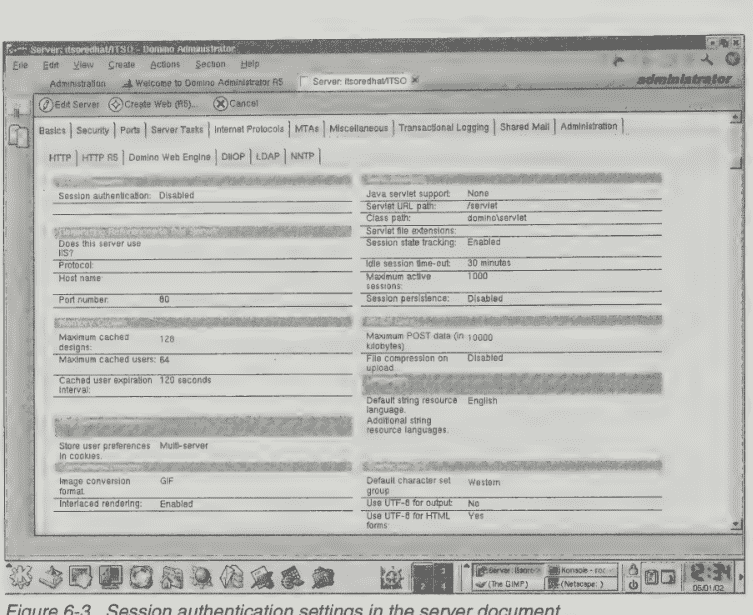 Server: itsoredhat/ITSO - Domino Administrator
File Edit View Create Actions Section Help
Administration Welcome to Domino Administrator R5 Server: itsoredhat/ITSO
administrator
Edit Server Create Web (R5)... Cancel
Basics Security Ports Server Tasks Internet Protocols MTAs Miscellaneous Transactional Logging Shared Mail Administration
HTTP HTTP R5 Domino Web Engine DIIOP LDAP NNTP
Session authentication: Disabled
Does this server use IIS?
Protocol:
Host name
Port number: 80
Maximum cached designs: 128
Maximum cached users: 64
Cached user expiration interval: 120 seconds
Store user preferences in cookies: Multi-server
Image conversion format: GIF
Interlaced rendering: Enabled
Java servlet support: None
Servlet URL path: /servlet
Class path: domino\servlet
Servlet file extensions:
Session state tracking: Enabled
Idle session time-out: 30 minutes
Maximum active sessions: 1000
Session persistence: Disabled
Maximum POST data (in kilobytes) 10000
File compression on upload Disabled
Default string resource language. English
Additional string resource languages.
Default character set group Western
Use UTF-8 for output: No
Use UTF-8 for HTML forms Yes
Server: itsore
Konsole - roo
(The GIMP)
(Netscape: )
05/01/02
Figure 6-3 Session authentication settings in the server document